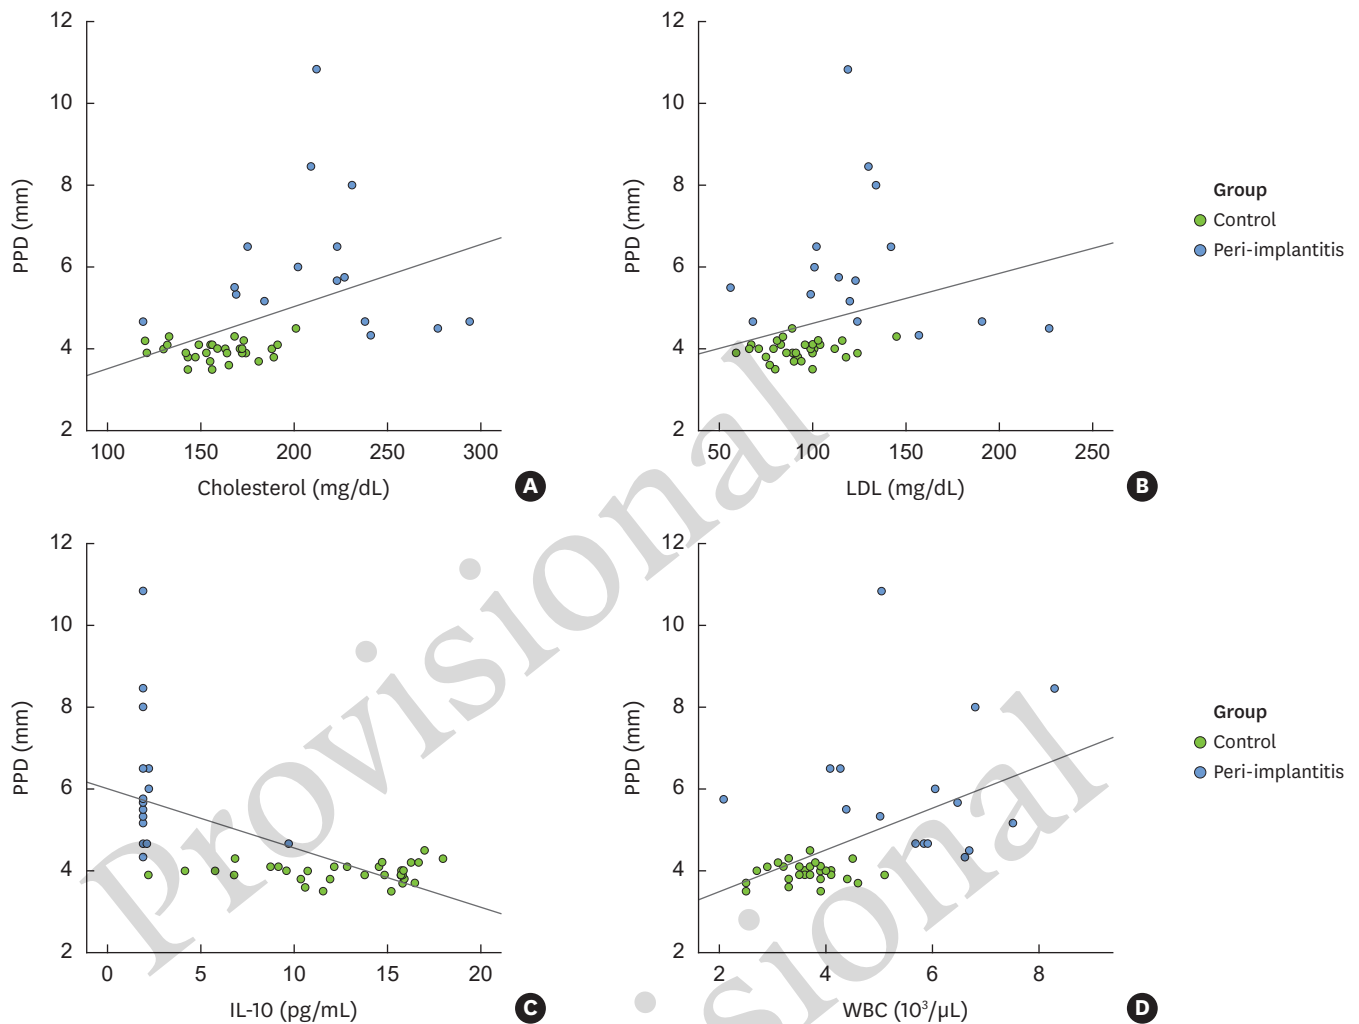 12
10
8
6
4
2
PPD (mm)
100 150 200 250 300
Cholesterol (mg/dL)
A
12
10
8
6
4
2
PPD (mm)
50 100 150 200 250
LDL (mg/dL)
B
Group
Control
Peri-implantitis
12
10
8
6
4
2
PPD (mm)
0 5 10 15 20
IL-10 (pg/mL)
C
12
10
8
6
4
2
PPD (mm)
2 4 6 8
WBC (10³/µL)
D
Group
Control
Peri-implantitis
Provisional
sional